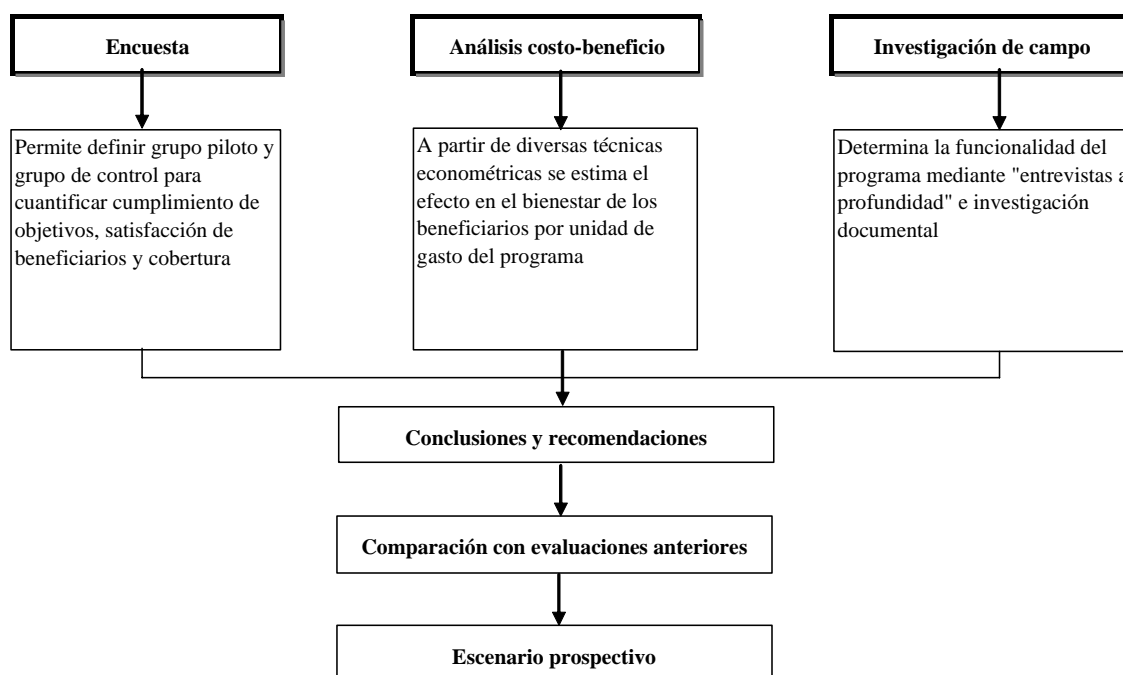 Encuesta
Análisis costo-beneficio
Investigación de campo
Permite definir grupo piloto y
grupo de control para
cuantificar cumplimiento de
objetivos, satisfacción de
beneficiarios y cobertura
A partir de diversas técnicas
econométricas se estima el
efecto en el bienestar de los
beneficiarios por unidad de
gasto del programa
Determina la funcionalidad del
programa mediante "entrevistas a
profundidad" e investigación
documental
Conclusiones y recomendaciones
Comparación con evaluaciones anteriores
Escenario prospectivo